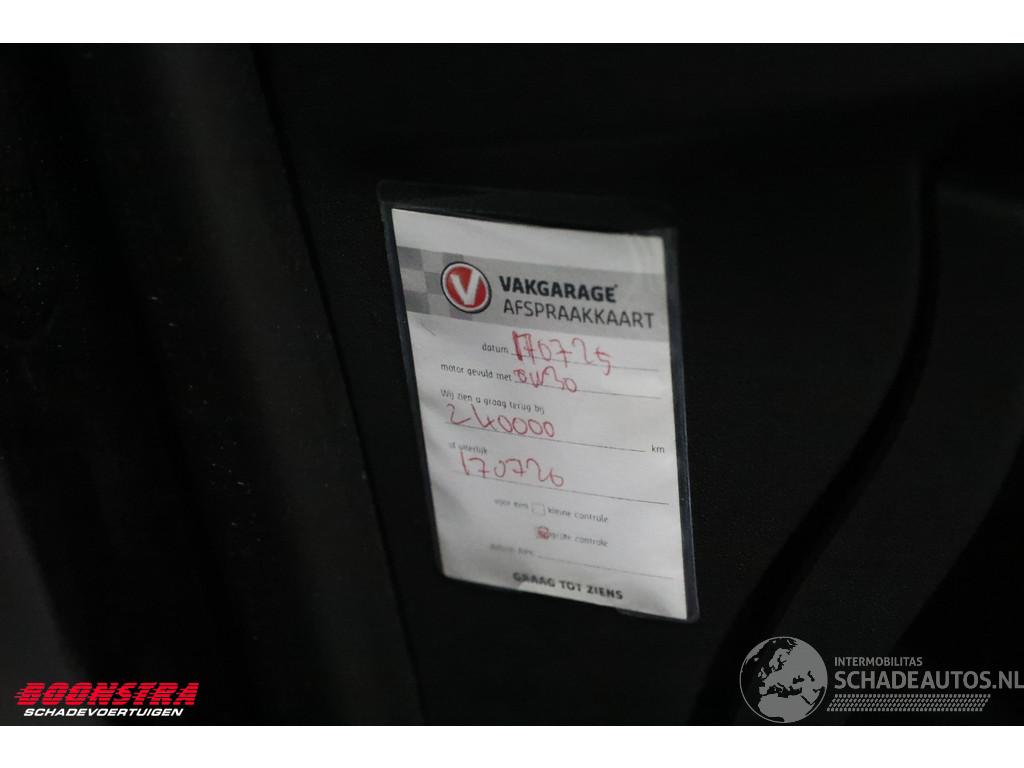 V VAKGARAGE
AFSPRAAKKAART
datum 170725
motor gevuld met 0W30
Wij zien u graag terug bij
240000 km
of uiterlijk
170726
voor een kleine controle
grote controle
GRAAG TOT ZIENS
BOONSTRA
SCHADEVOERTUIGEN
INTERMOBILITAS
SCHADEAUTOS.NL